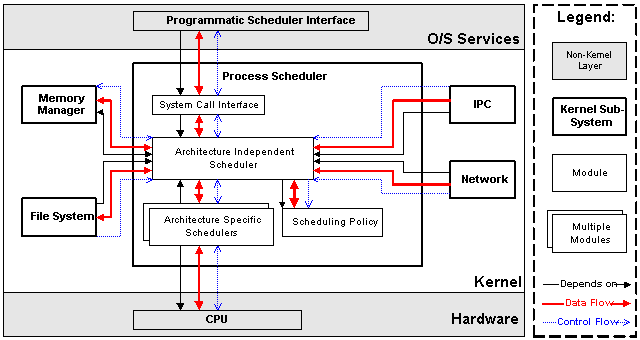 Programmatic Scheduler Interface
O/S Services
Process Scheduler
Memory
Manager
System Call Interface
IPC
Architecture Independent
Scheduler
Network
File System
Architecture Specific
Schedulers
Scheduling Policy
Kernel
CPU
Hardware
Legend:
Non-Kernel
Layer
Kernel Sub-
System
Module
Multiple
Modules
Depends on
Data Flow
Control Flow